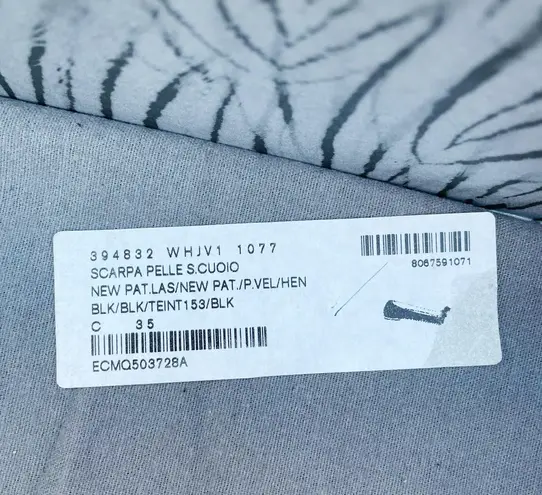 394832 WHJV1 1077
SCARPA PELLE S.CUOIO
NEW PAT.LAS/NEW PAT./P.VEL/HEN
BLK/BLK/TEINT153/BLK
C 35
ECMQ503728A
8067591071